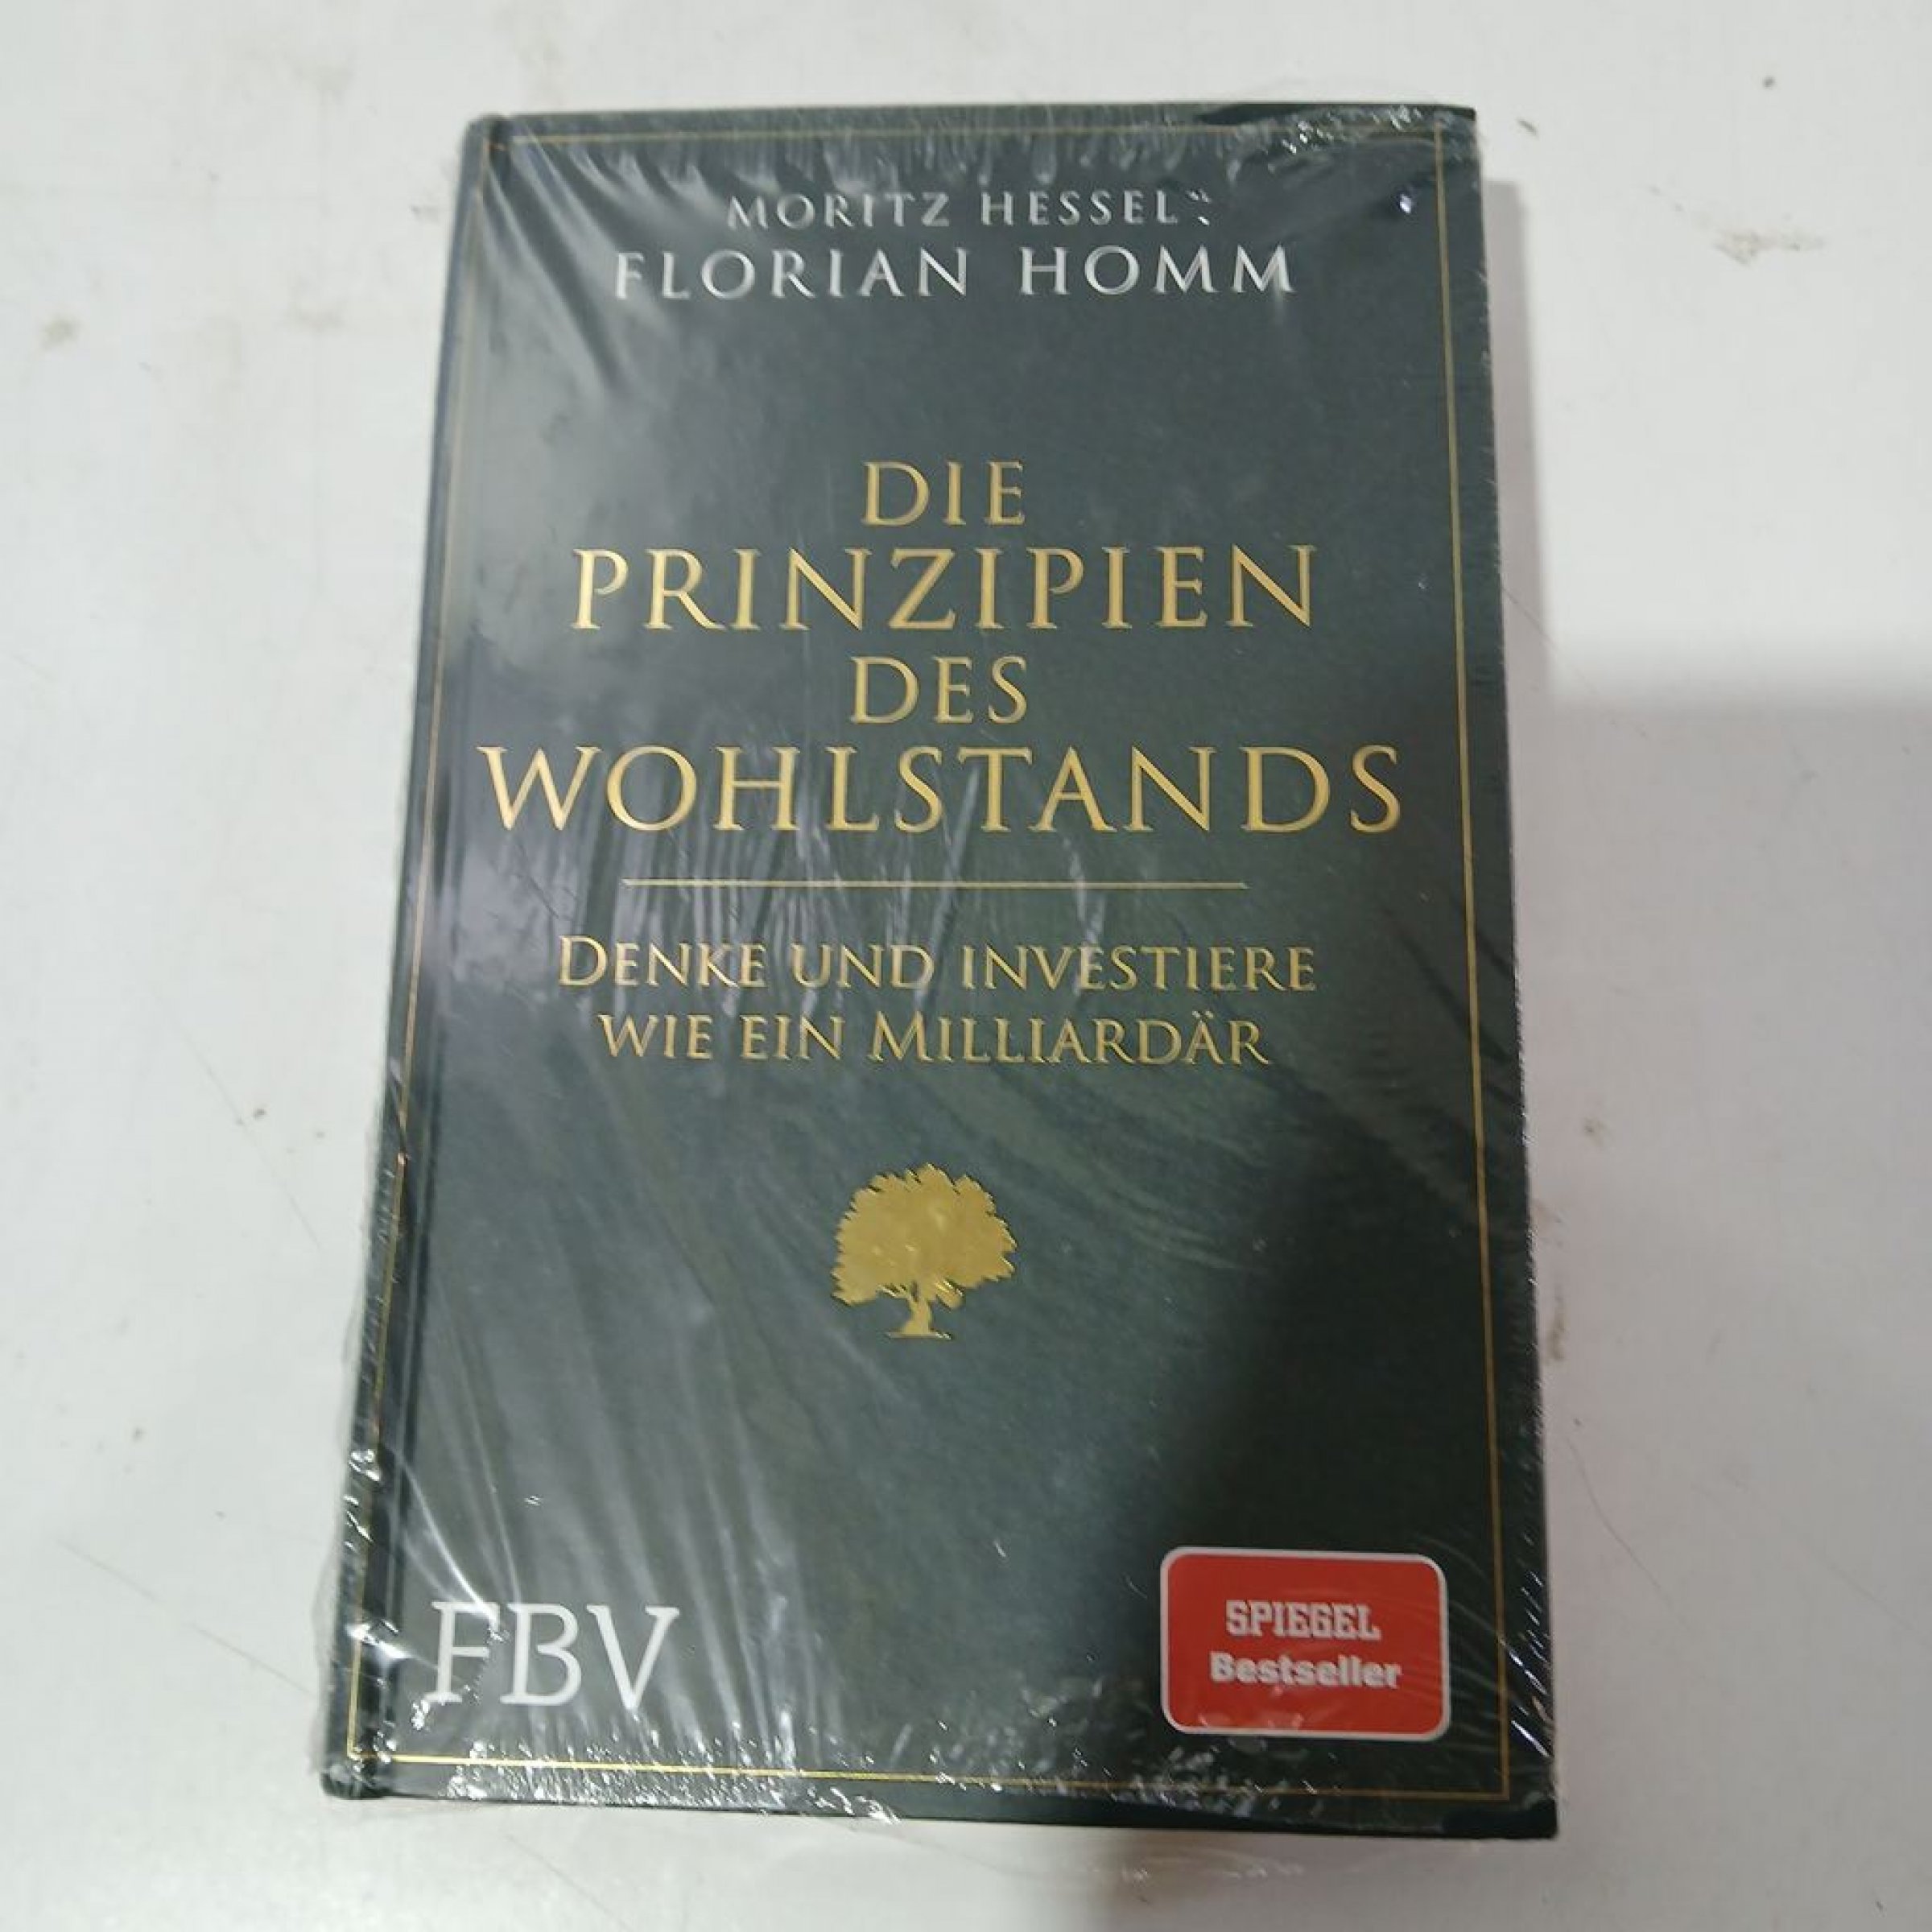 MORITZ HESSEL
FLORIAN HOMM
DIE
PRINZIPIEN
DES
WOHLSTANDS
DENKE UND INVESTIERE
WIE EIN MILLIARDÄR
FBV
SPIEGEL
Bestseller